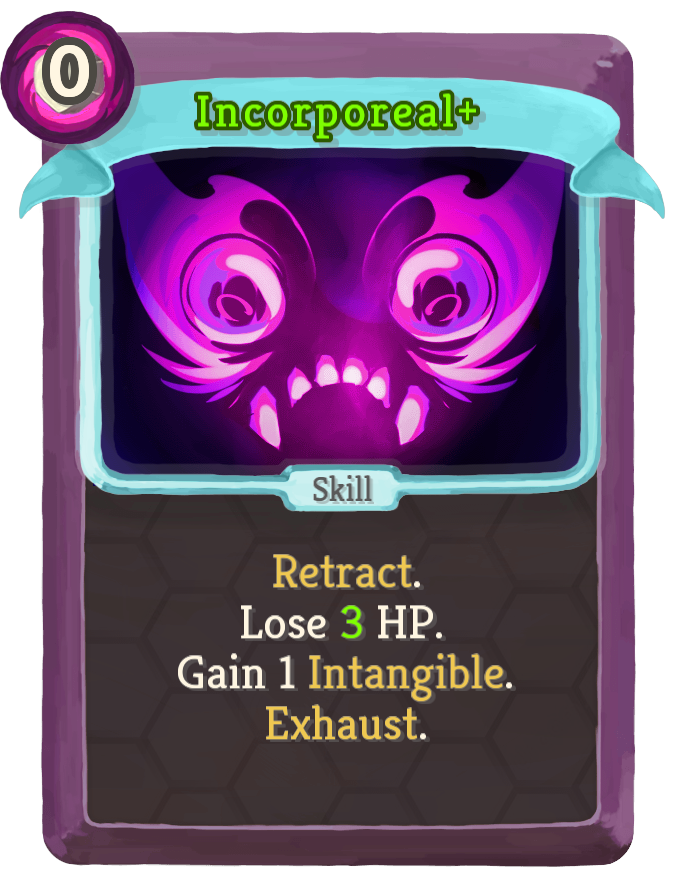 0
Incorporeal+
Skill
Retract.
Lose 3 HP.
Gain 1 Intangible.
Exhaust.